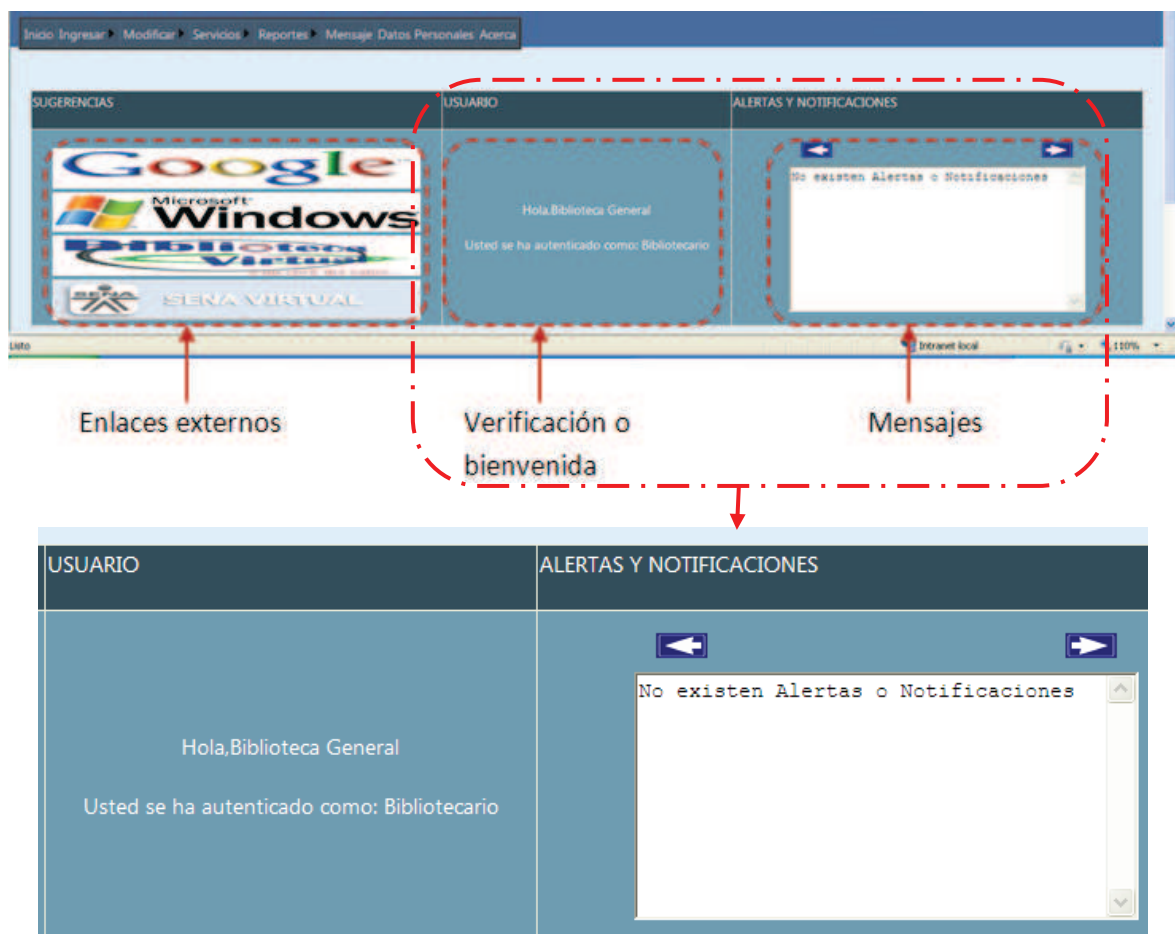 Inicio Ingresar Modificar Servicios Reportes Mensaje Datos Personales Acerca
SUGERENCIAS
USUARIO
ALERTAS Y NOTIFICACIONES
Google
Microsoft
Windows
Biblioteca
Virtual
SENA
SENA VIRTUAL
Hola,Biblioteca General
Usted se ha autenticado como: Bibliotecario
No existen Alertas o Notificaciones
Listo
Intranet local
110%
Enlaces externos
Verificación o
bienvenida
Mensajes
USUARIO
ALERTAS Y NOTIFICACIONES
Hola,Biblioteca General
Usted se ha autenticado como: Bibliotecario
No existen Alertas o Notificaciones